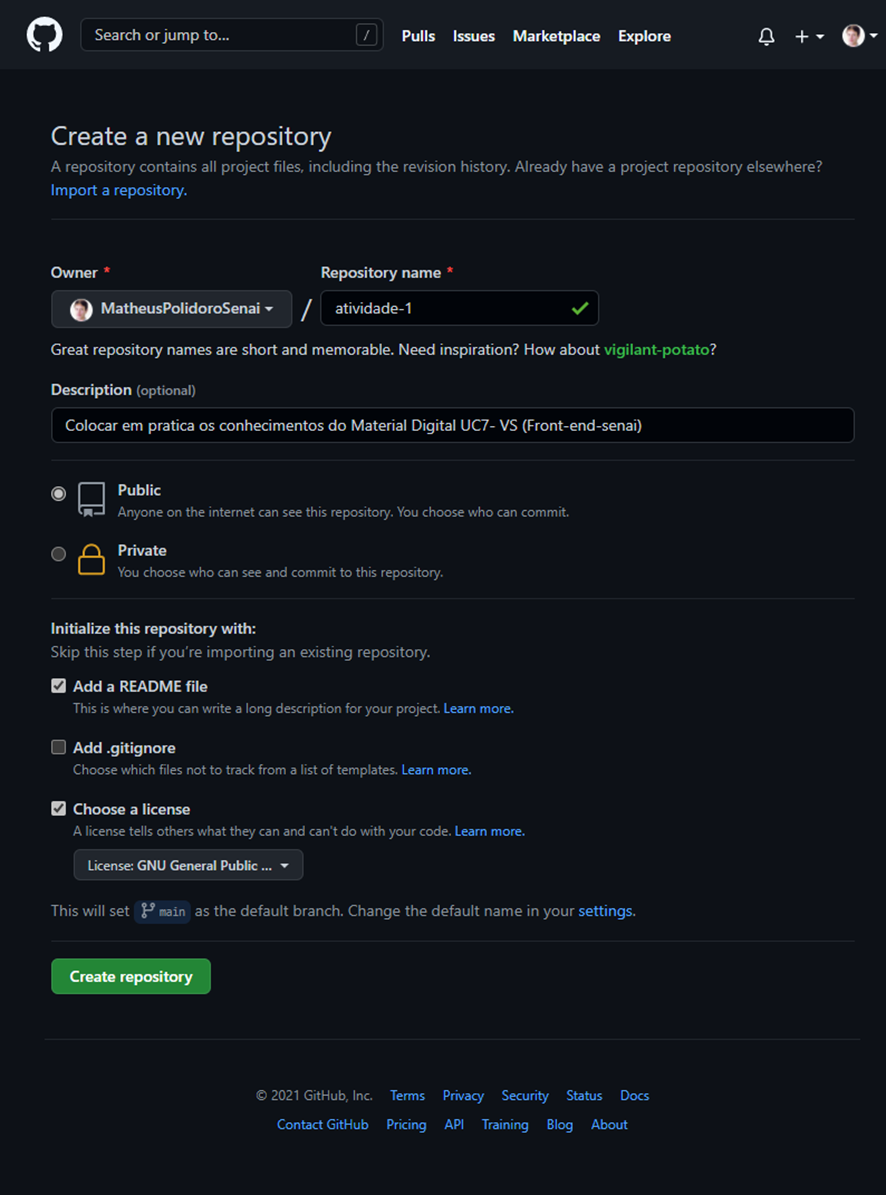 Search or jump to... /
Pulls Issues Marketplace Explore
Create a new repository
A repository contains all project files, including the revision history. Already have a project repository elsewhere?
Import a repository.
Owner * Repository name *
MatheusPolidoroSenai / atividade-1
Great repository names are short and memorable. Need inspiration? How about vigilant-potato?
Description (optional)
Colocar em pratica os conhecimentos do Material Digital UC7- VS (Front-end-senai)
Public
Anyone on the internet can see this repository. You choose who can commit.
Private
You choose who can see and commit to this repository.
Initialize this repository with:
Skip this step if you're importing an existing repository.
Add a README file
This is where you can write a long description for your project. Learn more.
Add .gitignore
Choose which files not to track from a list of templates. Learn more.
Choose a license
A license tells others what they can and can't do with your code. Learn more.
License: GNU General Public ...
This will set main as the default branch. Change the default name in your settings.
Create repository
© 2021 GitHub, Inc. Terms Privacy Security Status Docs
Contact GitHub Pricing API Training Blog About